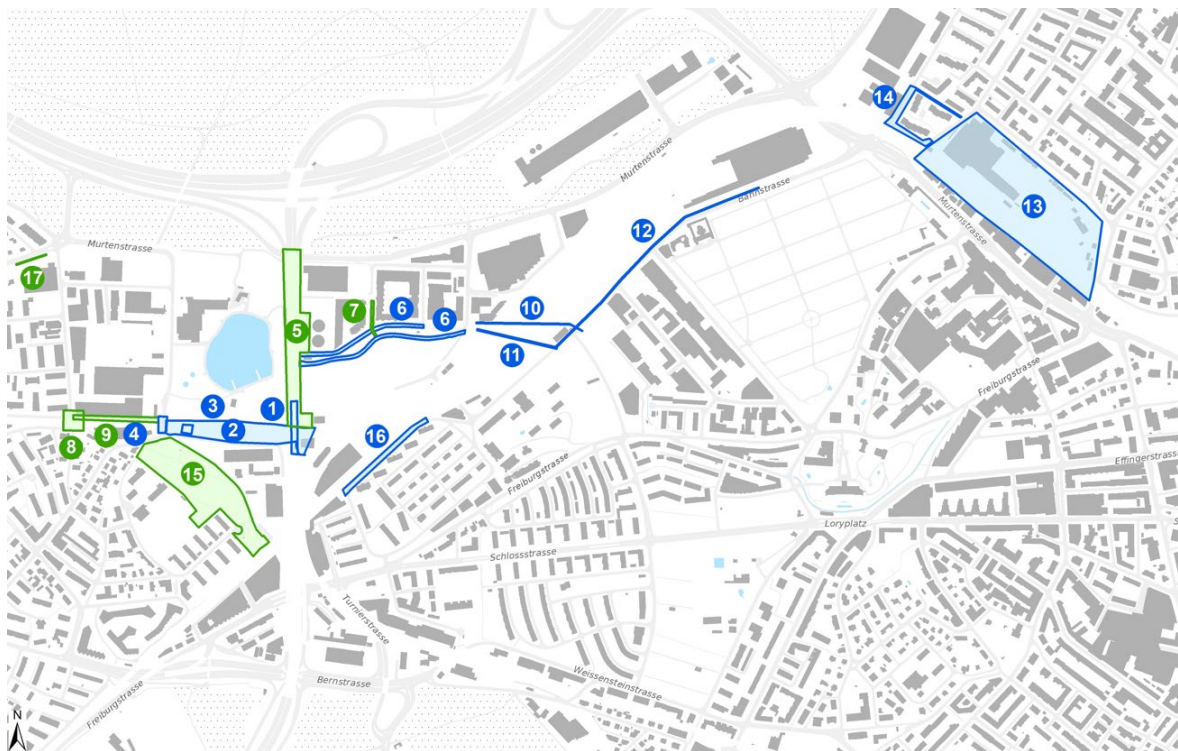 14
Murtenstrasse
Bahnstrasse
13
Murtenstrasse
12
Murtenstrasse
17
7
6
6
10
5
11
Freiburgstrasse
3
1
2
8
9
4
16
15
Freiburgstrasse
Effingerstrasse
Loryplatz
Schlossstrasse
Turnierstrasse
Weissensteinstrasse
Bernstrasse
Freiburgstrasse
N